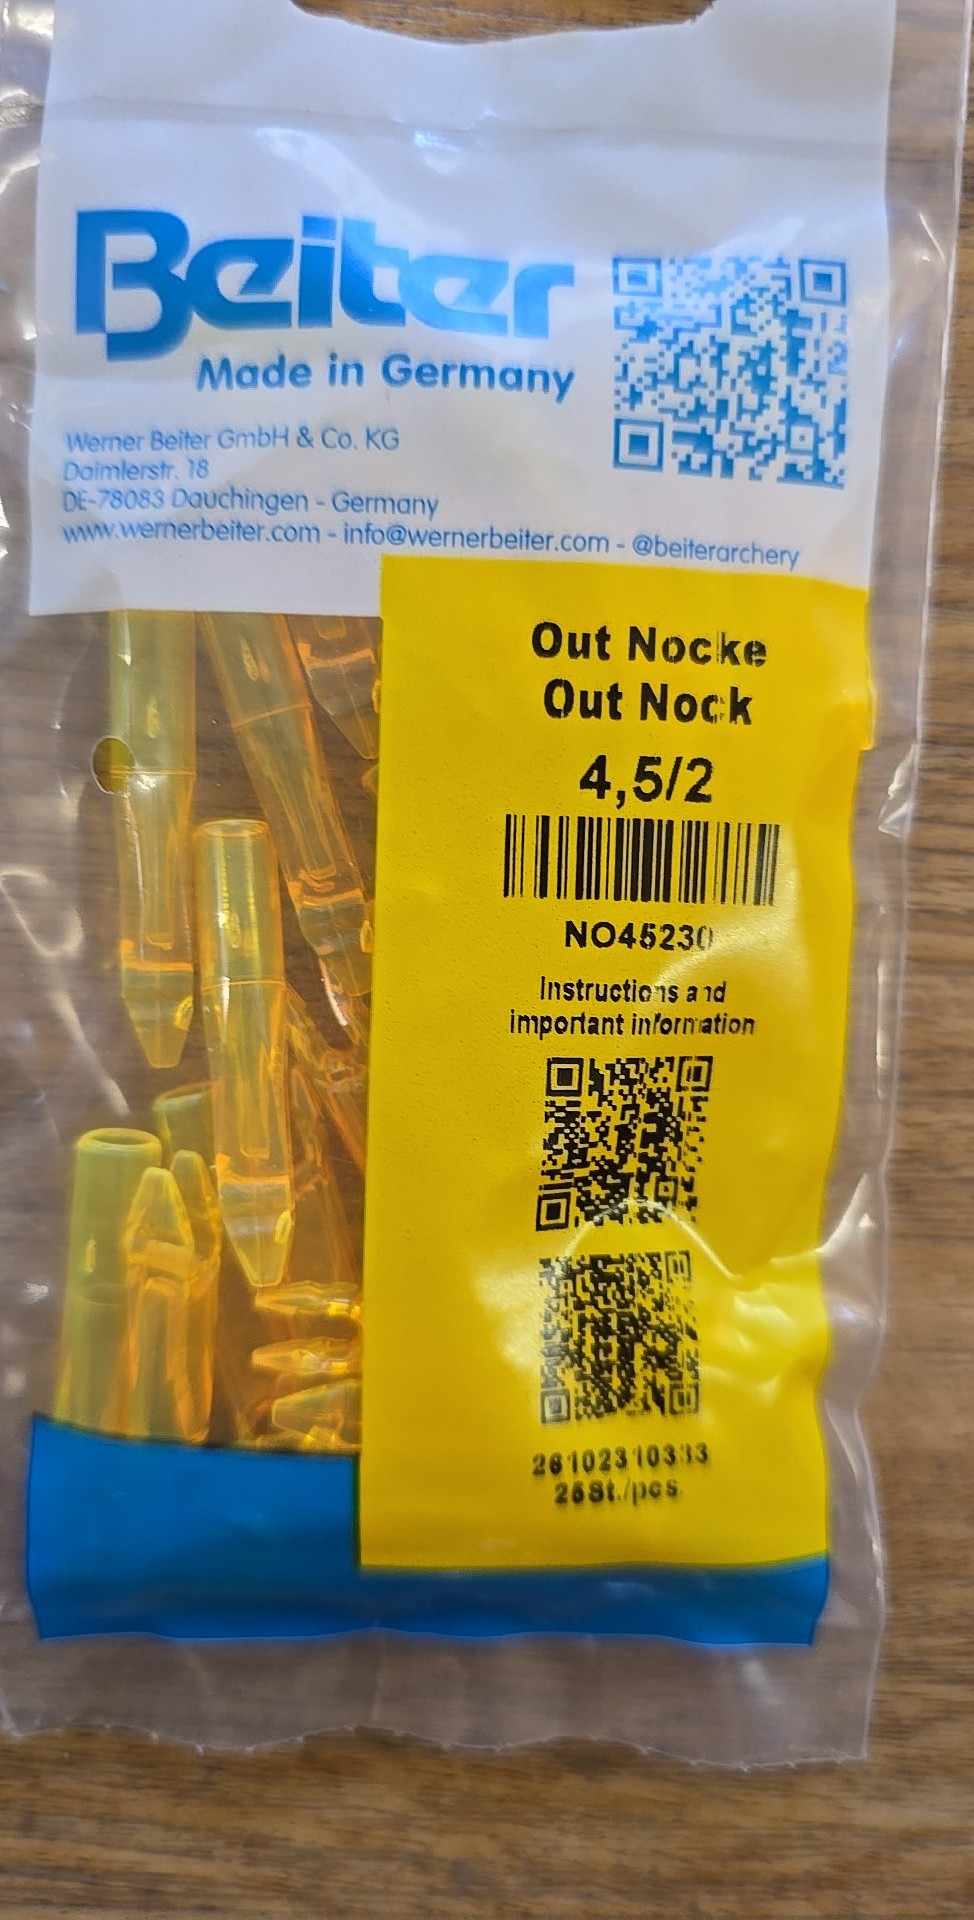 Beiter
Made in Germany
Werner Beiter GmbH & Co. KG
Daimlerstr. 18
DE-78083 Dauchingen - Germany
www.wernerbeiter.com - info@wernerbeiter.com - @beiterarchery
Out Nocke
Out Nock
4,5/2
NO45230
Instructions and
important information
26102310333
25St./pcs